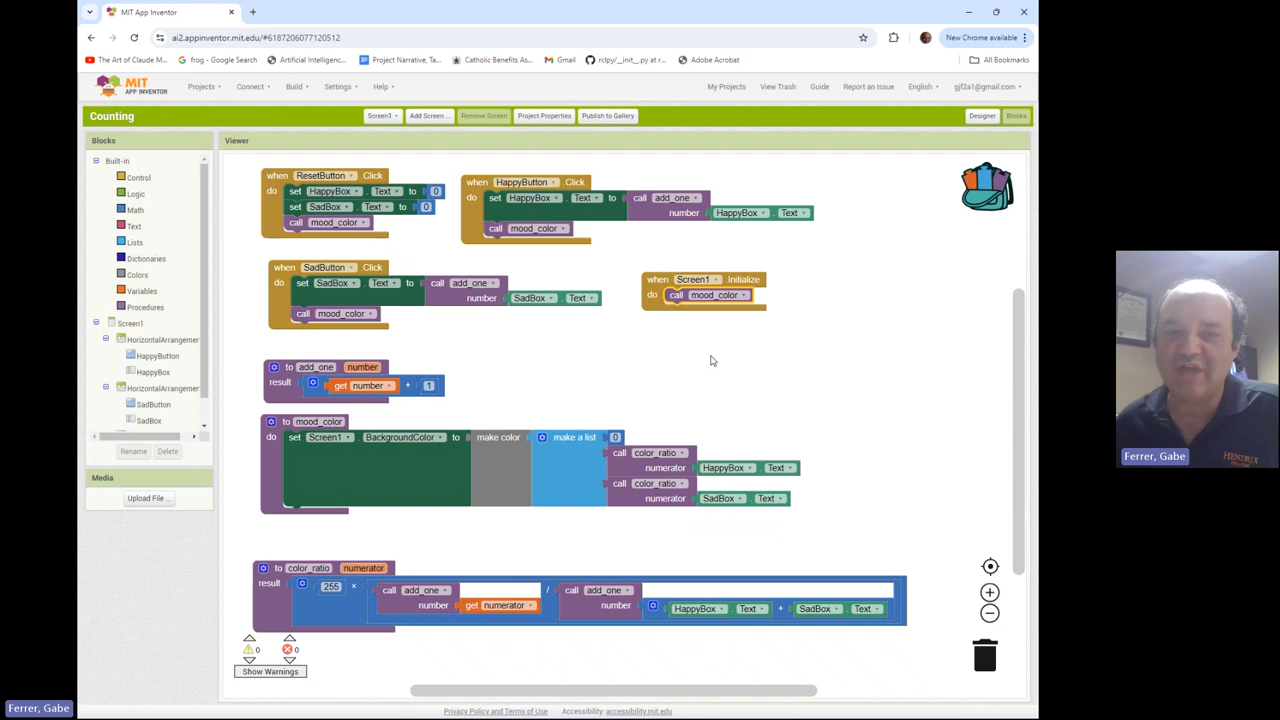 MIT App Inventor
ai2.appinventor.mit.edu/#6187206077120512
New Chrome available
The Art of Claude M...
frog - Google Search
Artificial Intelligenc...
Project Narrative, Ta...
Catholic Benefits As...
Gmail
rclpy/__init__.py at r...
Adobe Acrobat
All Bookmarks
MIT
APP INVENTOR
Projects
Connect
Build
Settings
Help
My Projects
View Trash
Guide
Report an Issue
English
gjf2a1@gmail.com
Counting
Screen1
Add Screen ...
Remove Screen
Project Properties
Publish to Gallery
Designer
Blocks
Blocks
Built-in
Control
Logic
Math
Text
Lists
Dictionaries
Colors
Variables
Procedures
Screen1
HorizontalArrangemer
HappyButton
HappyBox
HorizontalArrangemer
SadButton
SadBox
Rename
Delete
Media
Upload File ...
Viewer
when ResetButton . Click
do set HappyBox . Text to 0
set SadBox . Text to 0
call mood_color
when HappyButton . Click
do set HappyBox . Text to call add_one
number HappyBox . Text
call mood_color
when SadButton . Click
do set SadBox . Text to call add_one
number SadBox . Text
call mood_color
when Screen1 . Initialize
do call mood_color
to add_one number
result get number + 1
to mood_color
do set Screen1 . BackgroundColor to make color make a list 0
call color_ratio
numerator HappyBox . Text
call color_ratio
numerator SadBox . Text
to color_ratio numerator
result 255 × call add_one / call add_one
number get numerator number HappyBox . Text + SadBox . Text
0
0
Show Warnings
Privacy Policy and Terms of Use
Accessibility: accessibility.mit.edu
HENDRIX
Ferrer, Gabe
Ferrer, Gabe